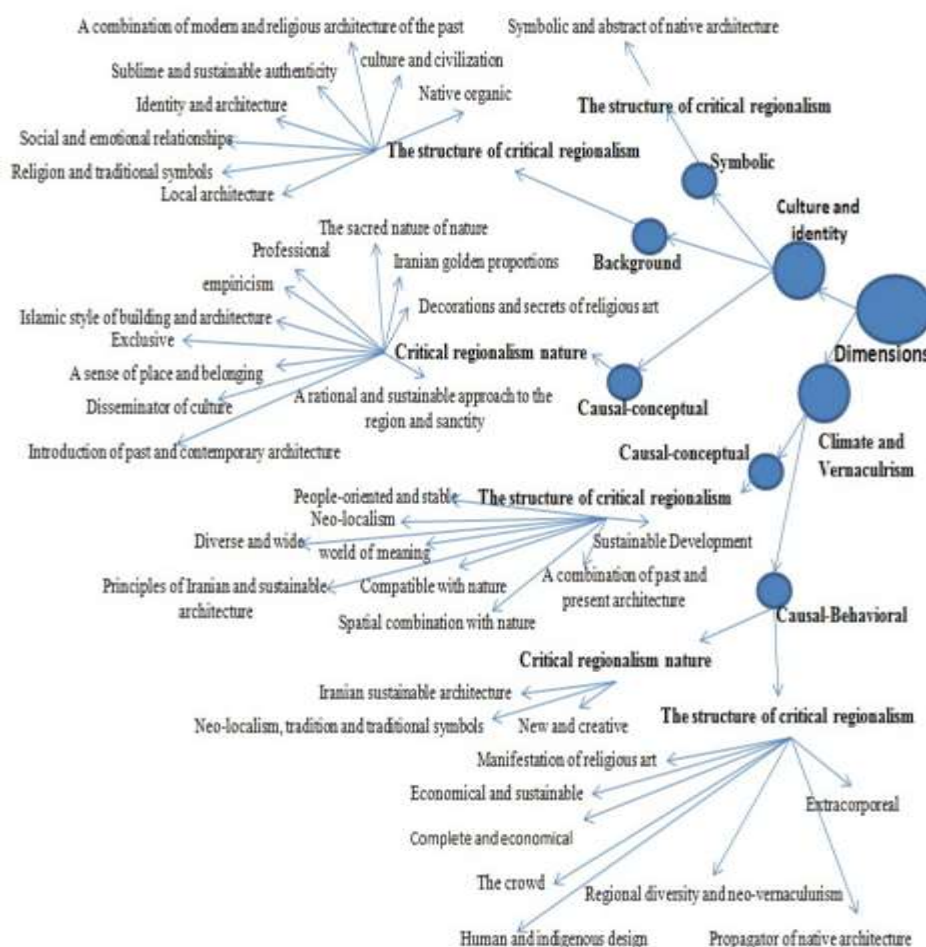 A combination of modern and religious architecture of the past
Symbolic and abstract of native architecture
culture and civilization
Sublime and sustainable authenticity
Native organic
Identity and architecture
The structure of critical regionalism
Social and emotional relationships
The structure of critical regionalism
Symbolic
Religion and traditional symbols
Local architecture
Culture and
identity
The sacred nature of nature
Professional
Iranian golden proportions
Background
empiricism
Decorations and secrets of religious art
Islamic style of building and architecture
Exclusive
Critical regionalism nature
Dimensions
A sense of place and belonging
A rational and sustainable approach to the
region and sanctity
Disseminator of culture
Causal-conceptual
Introduction of past and contemporary architecture
Causal-conceptual
Climate and
Vernaculrism
People-oriented and stable
The structure of critical regionalism
Neo-localism
Diverse and wide
world of meaning
Sustainable Development
Principles of Iranian and sustainable
architecture
Compatible with nature
A combination of past and
present architecture
Spatial combination with nature
Causal-Behavioral
Critical regionalism nature
Iranian sustainable architecture
Neo-localism, tradition and traditional symbols
New and creative
The structure of critical regionalism
Manifestation of religious art
Economical and sustainable
Extracorporeal
Complete and economical
The crowd
Regional diversity and neo-vernaculurism
Human and indigenous design
Propagator of native architecture